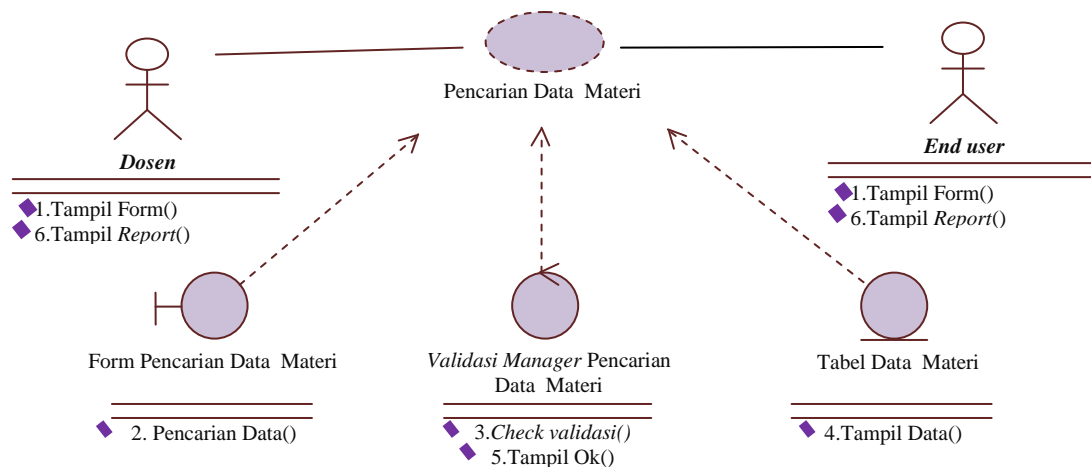 Pencarian Data Materi
Dosen
1.Tampil Form()
6.Tampil Report()
End user
1.Tampil Form()
6.Tampil Report()
Form Pencarian Data Materi
2. Pencarian Data()
Validasi Manager Pencarian
Data Materi
3.Check validasi()
5.Tampil Ok()
Tabel Data Materi
4.Tampil Data()